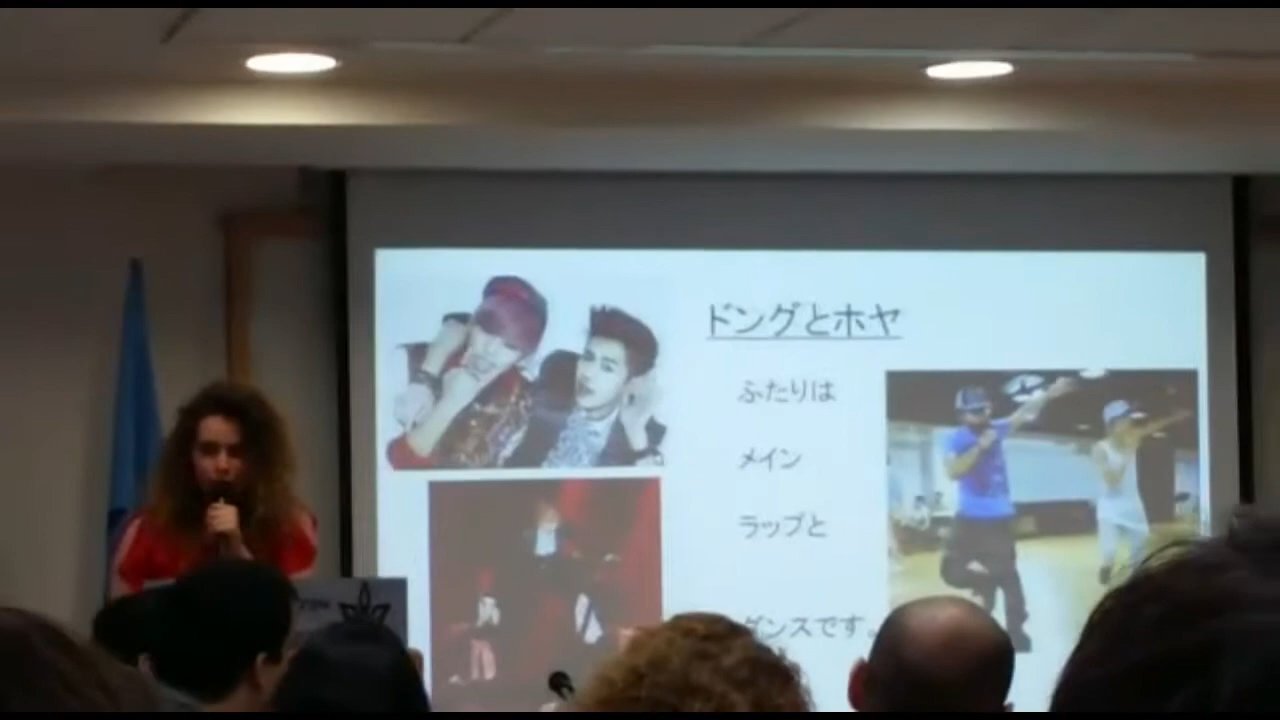 ドングとホヤ
ふたりは
メイン
ラップと
ダンスです。